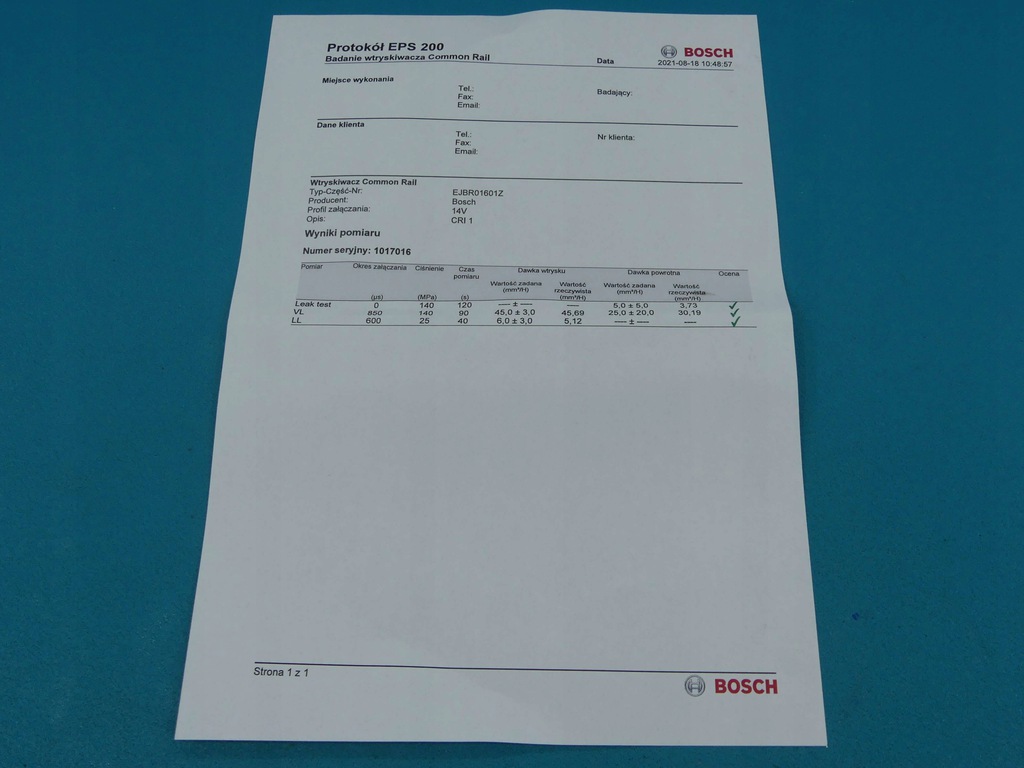 Protokół EPS 200
Badanie wtryskiwacza Common Rail
BOSCH
Data 2021-08-18 10:48:57
Miejsce wykonania
Tel.: Badający:
Fax:
Email:
Dane klienta
Tel.: Nr klienta:
Fax:
Email:
Wtryskiwacz Common Rail
Typ-Część-Nr: EJBR01601Z
Producent: Bosch
Profil załączania: 14V
Opis: CRI 1
Wyniki pomiaru
Numer seryjny: 1017016
Pomiar Okres załączania Ciśnienie Czas pomiaru Dawka wtrysku Dawka powrotna Ocena
Wartość zadana (mm³/H) Wartość rzeczywista (mm³/H) Wartość zadana (mm³/H) Wartość rzeczywista (mm³/H)
(µs) (MPa) (s)
Leak test 0 140 120 ---- ± ---- ---- 5,0 ± 5,0 3,73 ✓
VL 850 140 90 45,0 ± 3,0 45,69 25,0 ± 20,0 30,19 ✓
LL 600 25 40 6,0 ± 3,0 5,12 ---- ± ---- ---- ✓
Strona 1 z 1
BOSCH